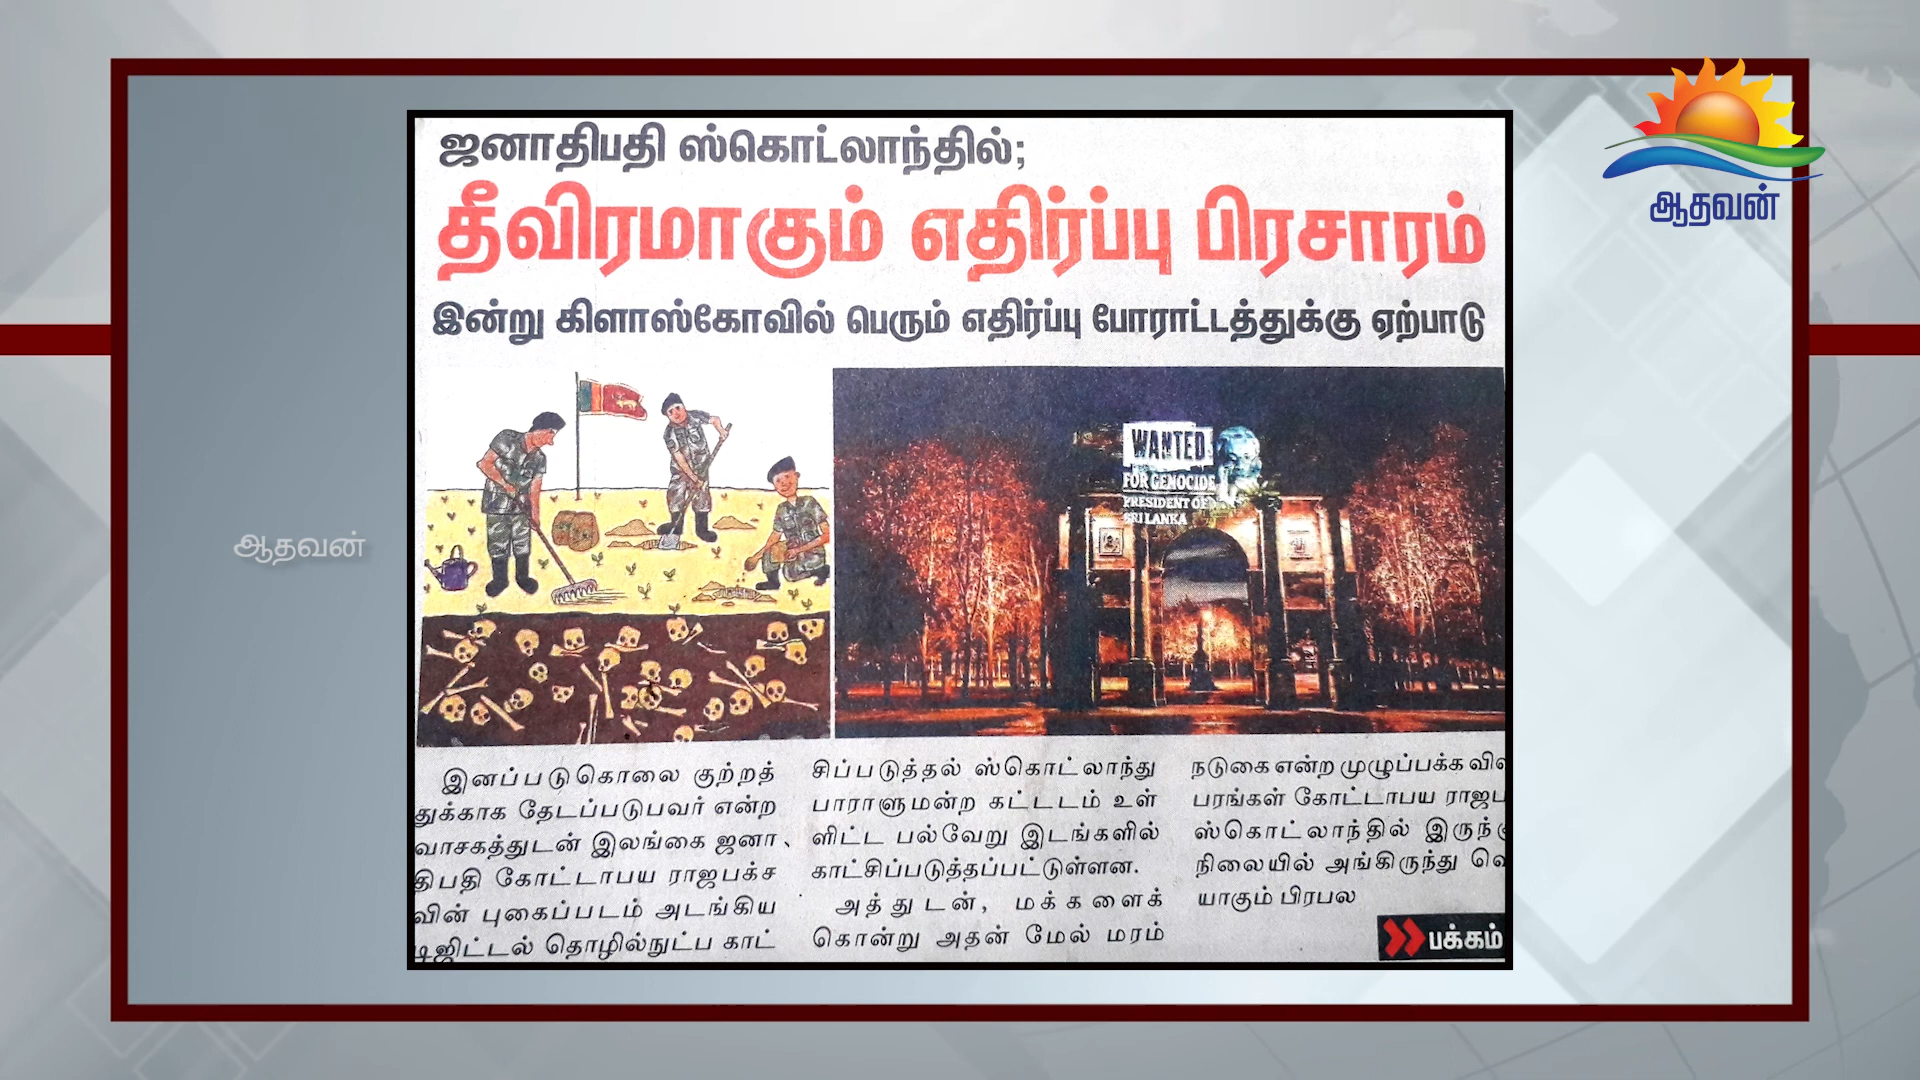 ஜனாதிபதி ஸ்கொட்லாந்தில்;
தீவிரமாகும் எதிர்ப்பு பிரசாரம்
இன்று கிளாஸ்கோவில் பெரும் எதிர்ப்பு போராட்டத்துக்கு ஏற்பாடு
WANTED
FOR GENOCIDE
PRESIDENT OF
SRI LANKA
இனப்படுகொலை குற்றத்
துக்காக தேடப்படுபவர் என்ற
வாசகத்துடன் இலங்கை ஜனா
திபதி கோட்டாபய ராஜபக்ச
வின் புகைப்படம் அடங்கிய
டிஜிட்டல் தொழில்நுட்ப காட்
சிப்படுத்தல் ஸ்கொட்லாந்து
பாராளுமன்ற கட்டடம் உள்
ளிட்ட பல்வேறு இடங்களில்
காட்சிப்படுத்தப்பட்டுள்ளன.
அத்துடன், மக்களைக்
கொன்று அதன் மேல் மரம்
நடுகை என்ற முழுப்பக்க
பரங்கள் கோட்டாபய
ஸ்கொட்லாந்தில்
நிலையில் அங்கிருந்து
யாகும் பிரபல
பக்கம்
ஆதவன்
ஆதவன்